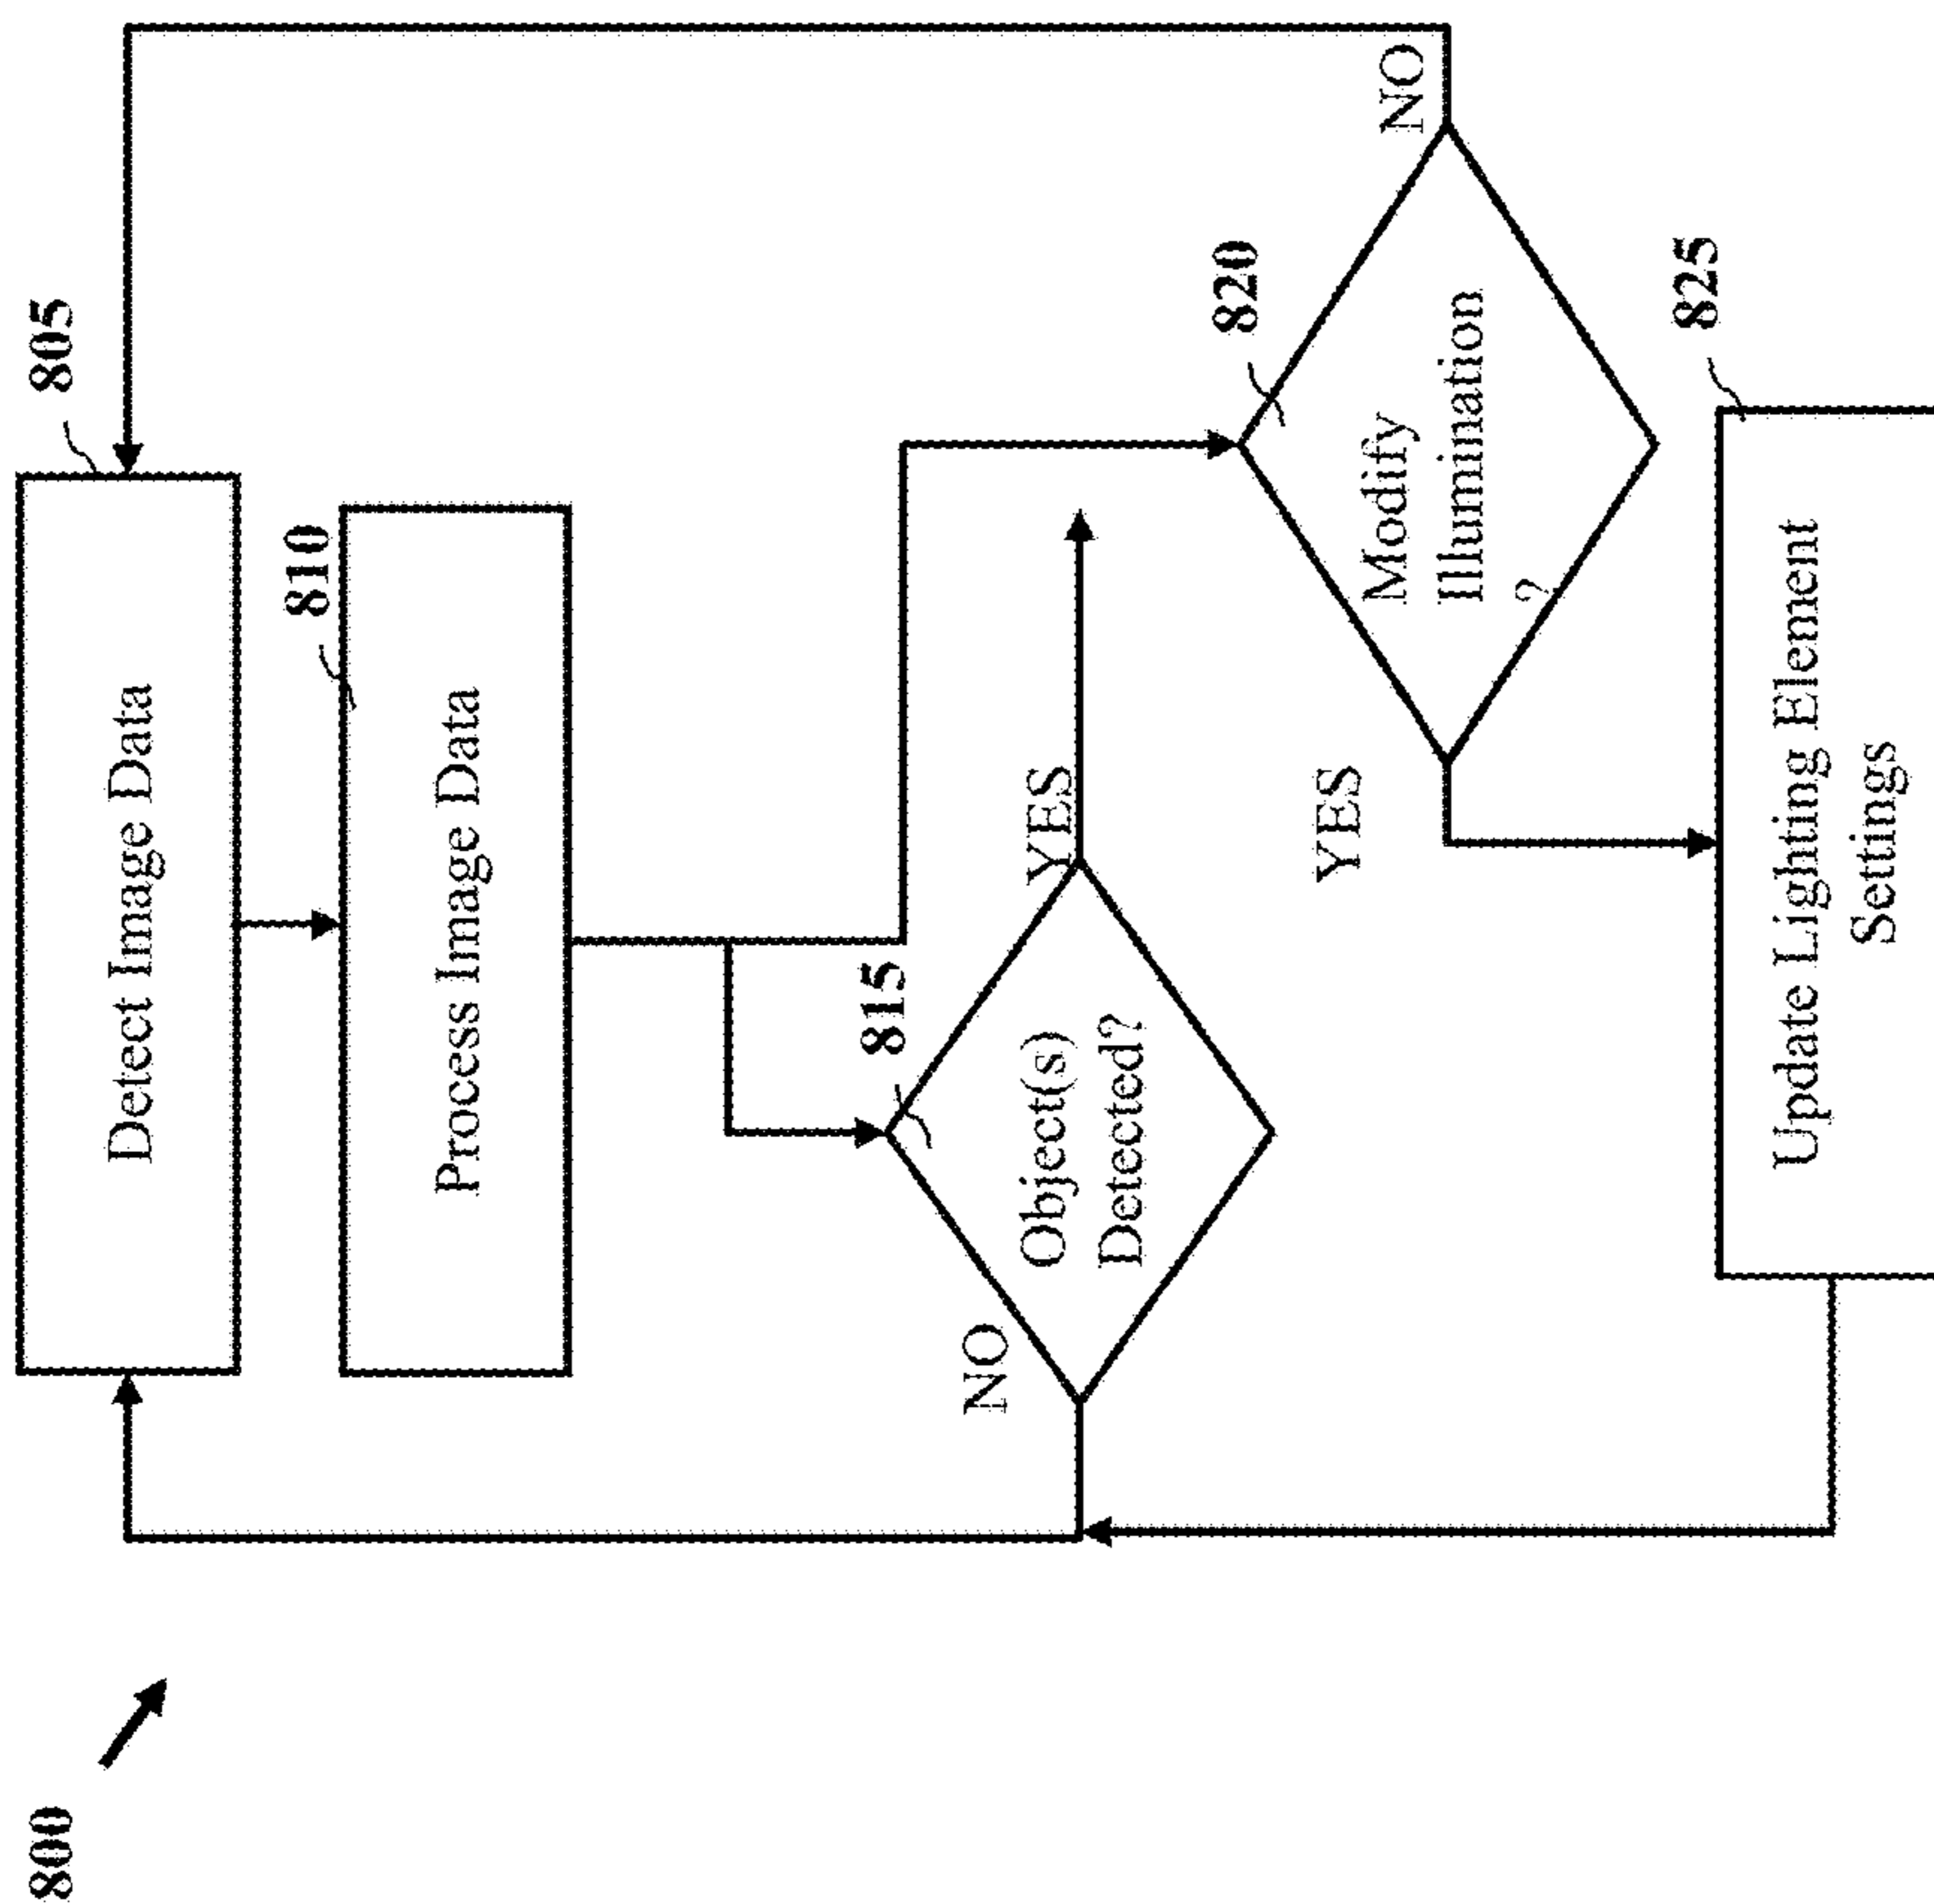 800
805
Detect Image Data
810
Process Image Data
815
Object(s)
Detected?
NO
YES
820
Modify
Illumination
?
NO
YES
825
Update Lighting Element
Settings